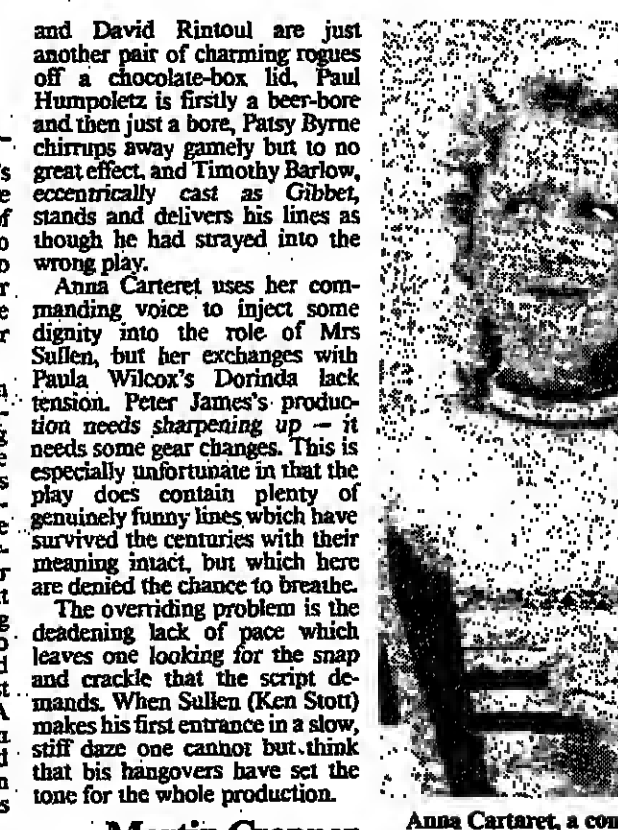 and David Rintoul are just
another pair of charming rogues
off a chocolate-box lid, Paul
Humpoletz is firstly a beer-bore
and then just a bore, Patsy Byrne
chirrups away gamely but to no
great effect, and Timothy Barlow,
eccentrically cast as Gibbet,
stands and delivers his lines as
though he had strayed into the
wrong play.
Anna Carteret uses her com-
manding voice to inject some
dignity into the role of Mrs
Sullen, but her exchanges with
Paula Wilcox's Dorinda lack
tension. Peter James's produc-
tion needs sharpening up — it
needs some gear changes. This is
especially unfortunate in that the
play does contain plenty of
genuinely funny lines which have
survived the centuries with their
meaning intact, but which here
are denied the chance to breathe.
The overriding problem is the
deadening lack of pace which
leaves one looking for the snap
and crackle that the script de-
mands. When Sullen (Ken Stott)
makes his first entrance in a slow,
stiff daze one cannot but think
that his hangovers have set the
tone for the whole production.
Anna Cartaret, a com